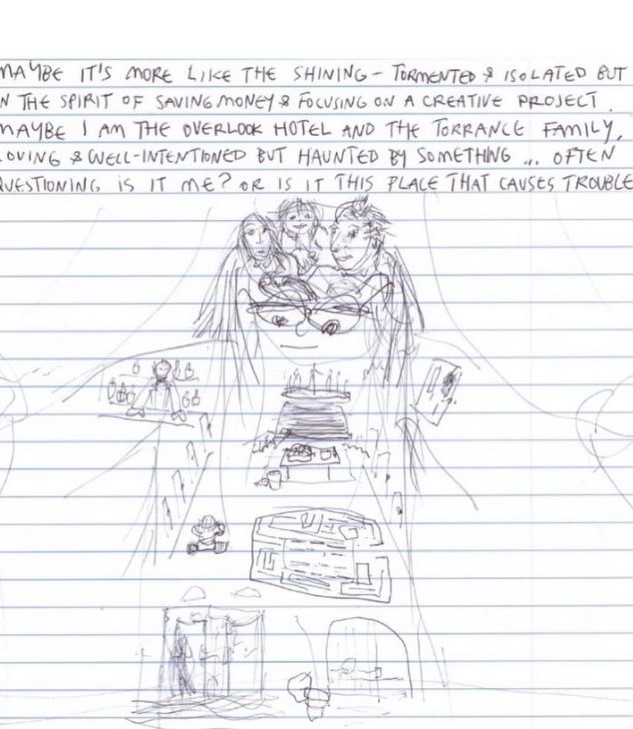 MAYBE IT'S MORE LIKE THE SHINING - TORMENTED & ISOLATED BUT
N THE SPIRIT OF SAVING MONEY & FOCUSING ON A CREATIVE PROJECT.
MAYBE I AM THE OVERLOOK HOTEL AND THE TORRANCE FAMILY,
OVING & WELL-INTENTIONED BUT HAUNTED BY SOMETHING ... OFTEN
QUESTIONING IS IT ME? OR IS IT THIS PLACE THAT CAUSES TROUBLE